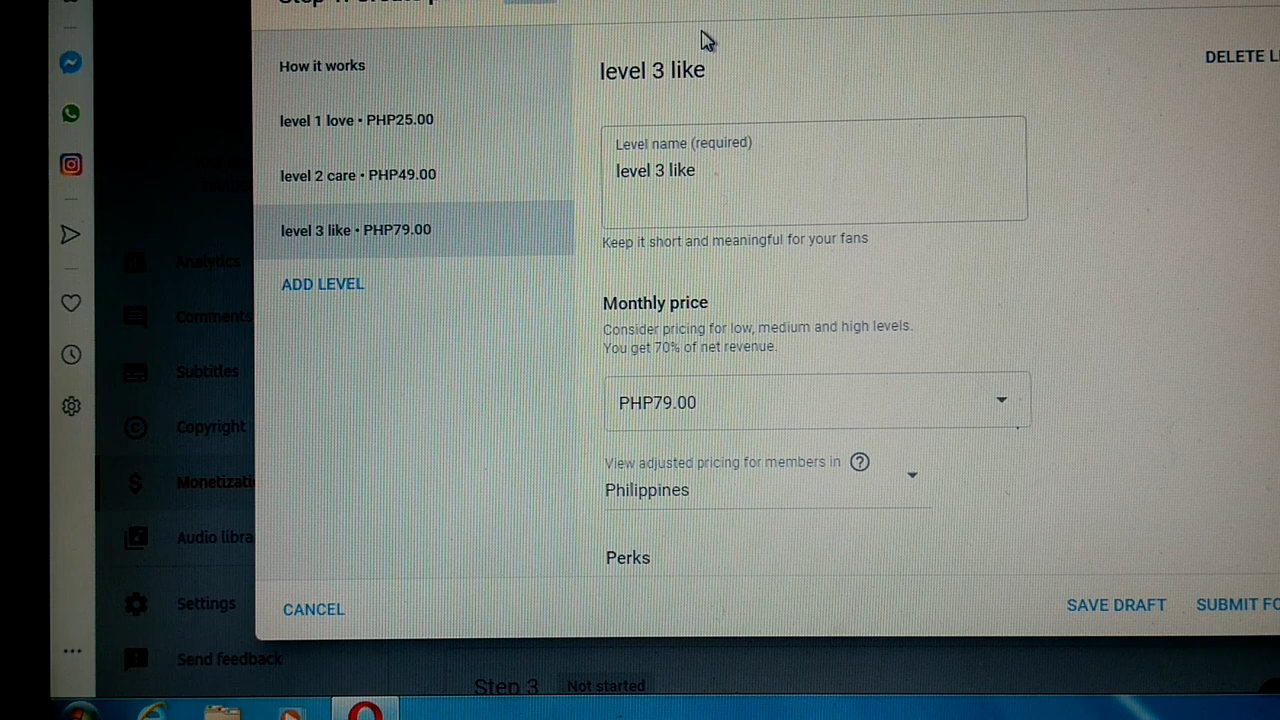 How it works
level 1 love • PHP25.00
level 2 care • PHP49.00
level 3 like • PHP79.00
ADD LEVEL
level 3 like
DELETE
Level name (required)
level 3 like
Keep it short and meaningful for your fans
Monthly price
Consider pricing for low, medium and high levels.
You get 70% of net revenue.
PHP79.00
View adjusted pricing for members in
Philippines
Perks
CANCEL
SAVE DRAFT
SUBMIT
Analytics
Comments
Subtitles
Copyright
Settings
Send feedback
Step 3
Not started